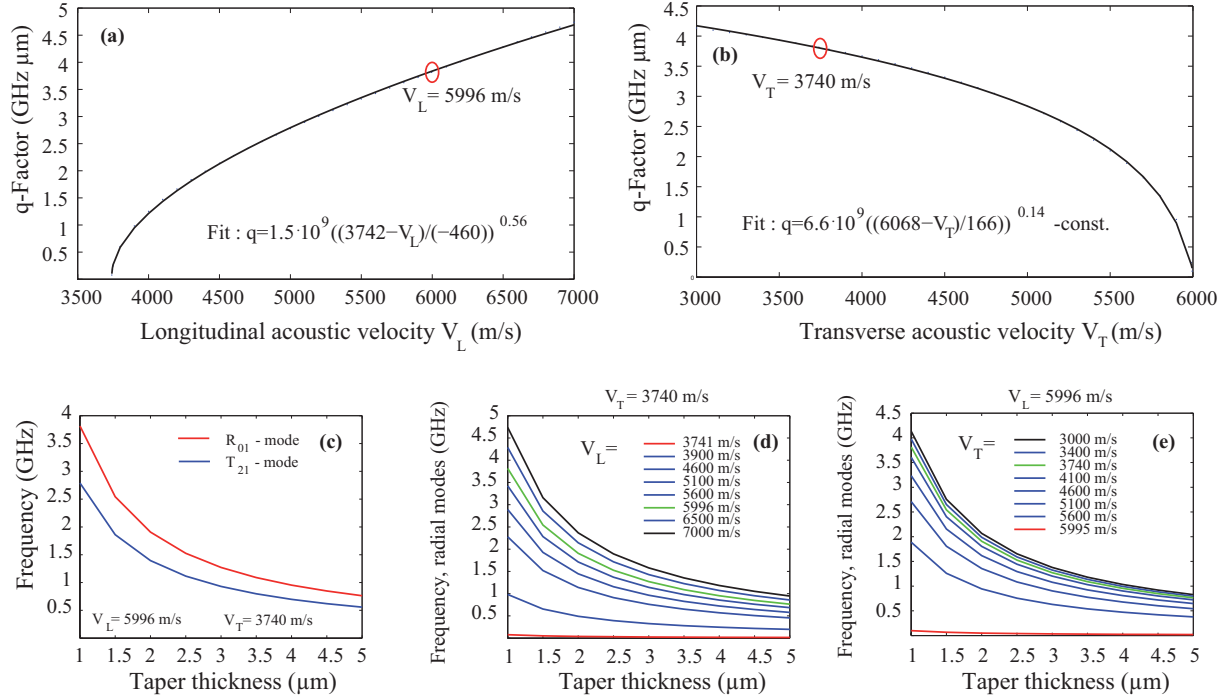 (a)
q-Factor (GHz μm)
5
4.5
4
3.5
3
2.5
2
1.5
1
0.5
V_L= 5996 m/s
Fit : q=1.5·10^9((3742−V_L)/(−460))^0.56
3500 4000 4500 5000 5500 6000 6500 7000
Longitudinal acoustic velocity V_L (m/s)
(b)
q-Factor (GHz μm)
4.5
4
3.5
3
2.5
2
1.5
1
0.5
0
V_T= 3740 m/s
Fit : q=6.6·10^9((6068−V_T)/166))^0.14 -const.
3000 3500 4000 4500 5000 5500 6000
Transverse acoustic velocity V_T (m/s)
(c)
Frequency (GHz)
4
3.5
3
2.5
2
1.5
1
0.5
R_01 - mode
T_21 - mode
V_L= 5996 m/s V_T= 3740 m/s
1 1.5 2 2.5 3 3.5 4 4.5 5
Taper thickness (μm)
V_T= 3740 m/s
(d)
Frequency, radial modes (GHz)
5
4.5
4
3.5
3
2.5
2
1.5
1
0.5
V_L=
3741 m/s
3900 m/s
4600 m/s
5100 m/s
5600 m/s
5996 m/s
6500 m/s
7000 m/s
1 1.5 2 2.5 3 3.5 4 4.5 5
Taper thickness (μm)
V_L= 5996 m/s
(e)
Frequency, radial modes (GHz)
4.5
4
3.5
3
2.5
2
1.5
1
0.5
V_T=
3000 m/s
3400 m/s
3740 m/s
4100 m/s
4600 m/s
5100 m/s
5600 m/s
5995 m/s
1 1.5 2 2.5 3 3.5 4 4.5 5
Taper thickness (μm)